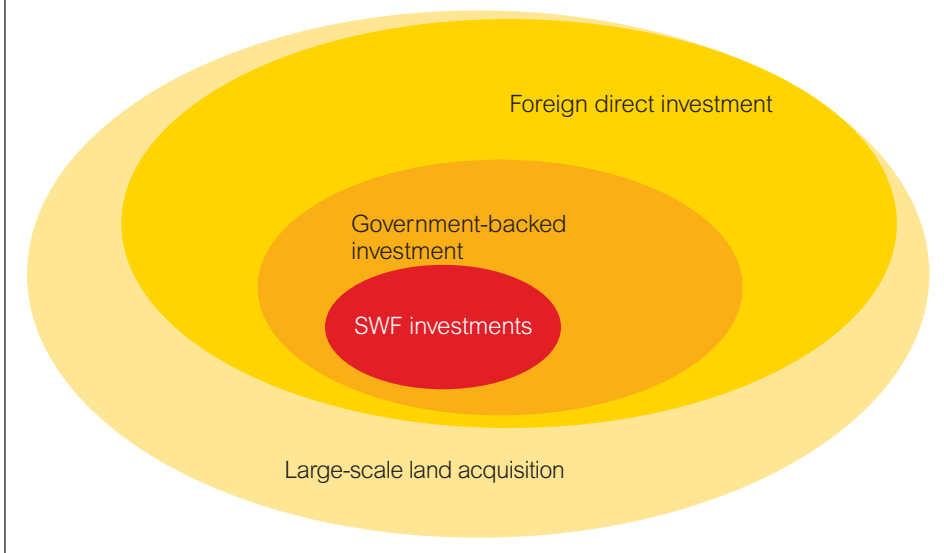 Foreign direct investment
Government-backed
investment
SWF investments
Large-scale land acquisition